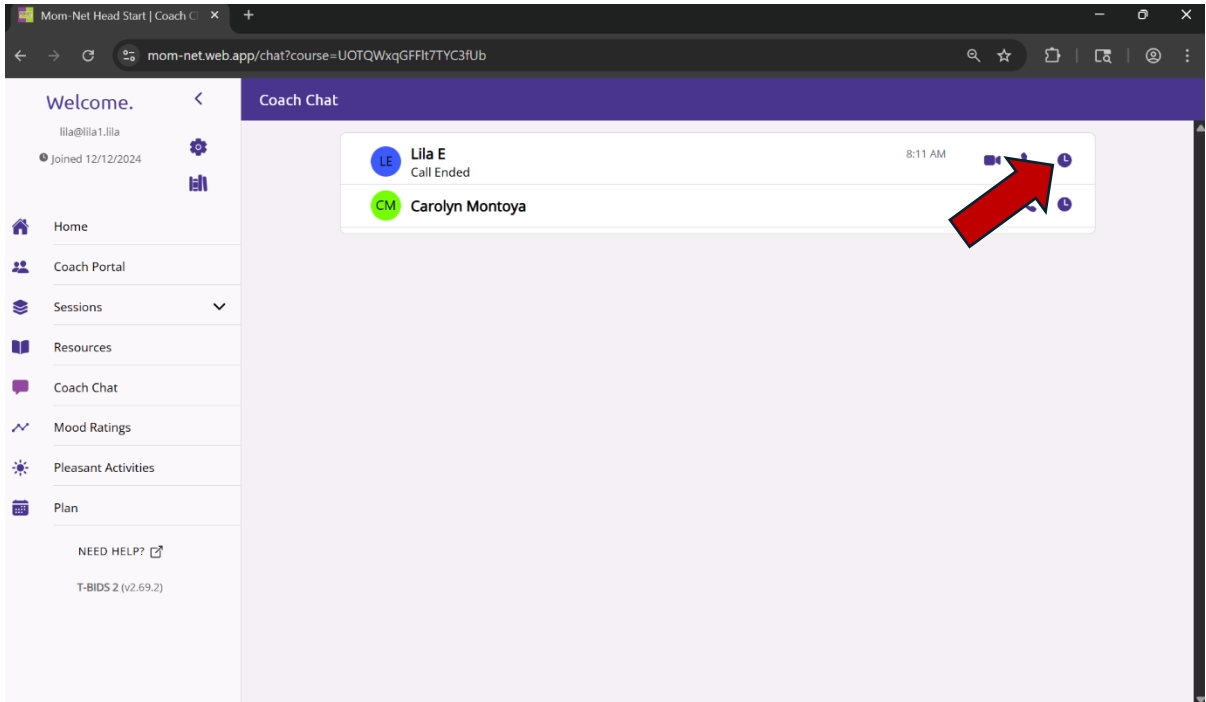 Mom-Net Head Start | Coach C
mom-net.web.app/chat?course=UOTQWxqGFFlt7TYC3fUb
Welcome.
lila@lila1.lila
Joined 12/12/2024
Home
Coach Portal
Sessions
Resources
Coach Chat
Mood Ratings
Pleasant Activities
Plan
NEED HELP?
T-BIDS 2 (v2.69.2)
Coach Chat
LE Lila E 8:11 AM
Call Ended
CM Carolyn Montoya